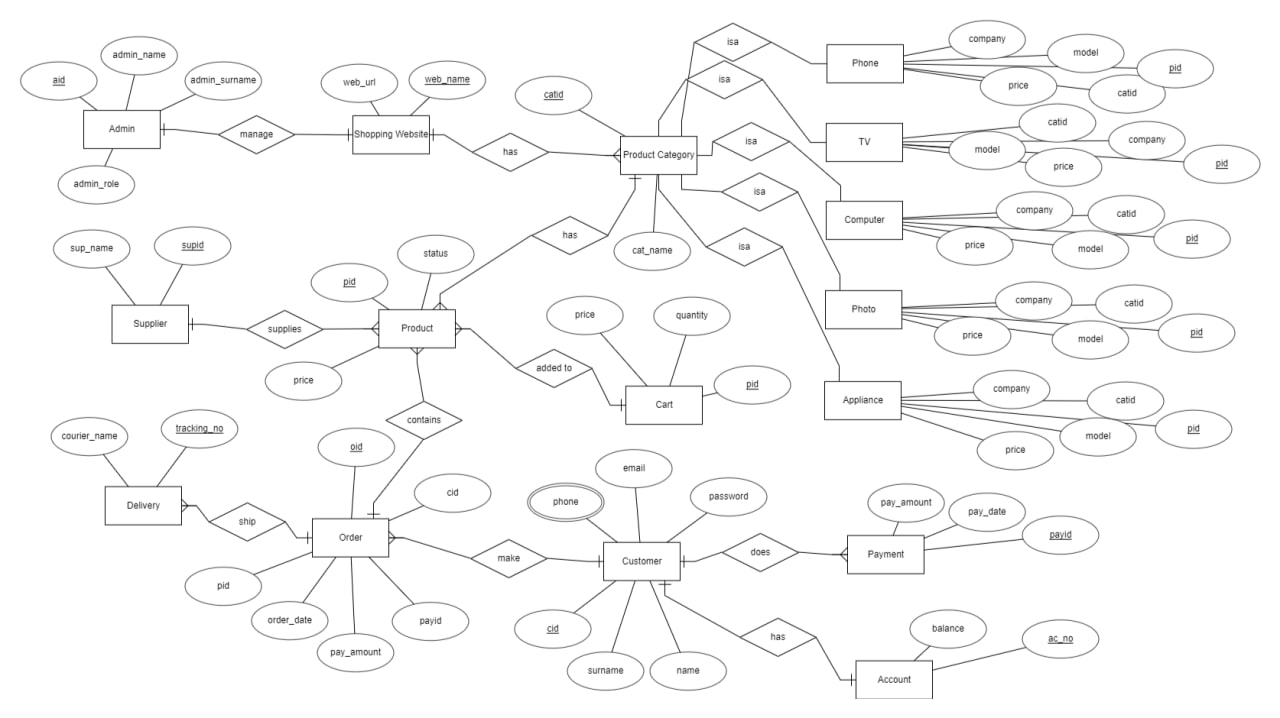 admin_name
aid
admin_surname
Admin
admin_role
manage
web_url
web_name
Shopping Website
has
catid
Product Category
cat_name
isa
Phone
company
model
pid
price
catid
isa
TV
catid
company
model
price
pid
isa
Computer
company
catid
pid
price
model
isa
Photo
company
catid
pid
price
model
isa
Appliance
company
catid
pid
model
price
has
sup_name
supid
Supplier
supplies
pid
status
Product
price
added to
price
quantity
pid
Cart
contains
courier_name
tracking_no
Delivery
ship
oid
cid
Order
pid
order_date
pay_amount
payid
make
phone
email
password
Customer
cid
surname
name
does
pay_amount
pay_date
payid
Payment
has
balance
ac_no
Account